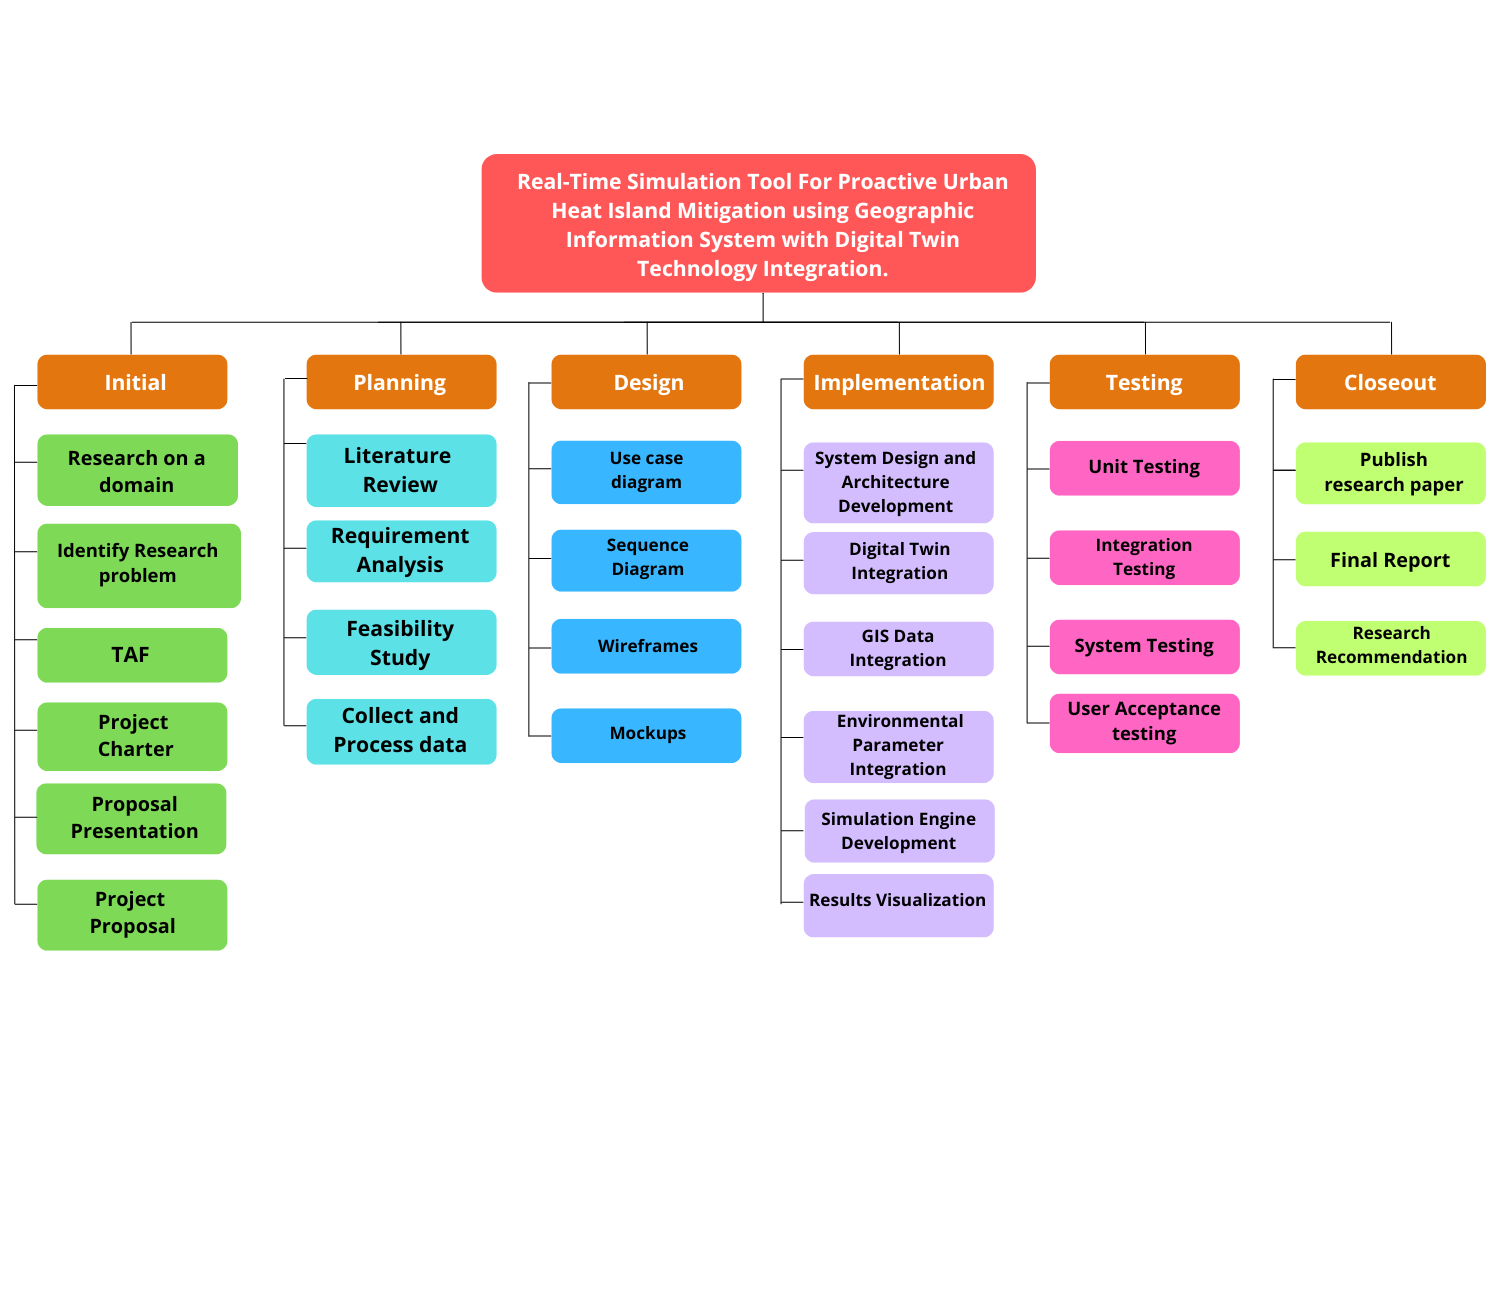 Real-Time Simulation Tool For Proactive Urban
Heat Island Mitigation using Geographic
Information System with Digital Twin
Technology Integration.
Initial
Research on a
domain
Identify Research
problem
TAF
Project
Charter
Proposal
Presentation
Project
Proposal
Planning
Literature
Review
Requirement
Analysis
Feasibility
Study
Collect and
Process data
Design
Use case
diagram
Sequence
Diagram
Wireframes
Mockups
Implementation
System Design and
Architecture
Development
Digital Twin
Integration
GIS Data
Integration
Environmental
Parameter
Integration
Simulation Engine
Development
Results Visualization
Testing
Unit Testing
Integration
Testing
System Testing
User Acceptance
testing
Closeout
Publish
research paper
Final Report
Research
Recommendation